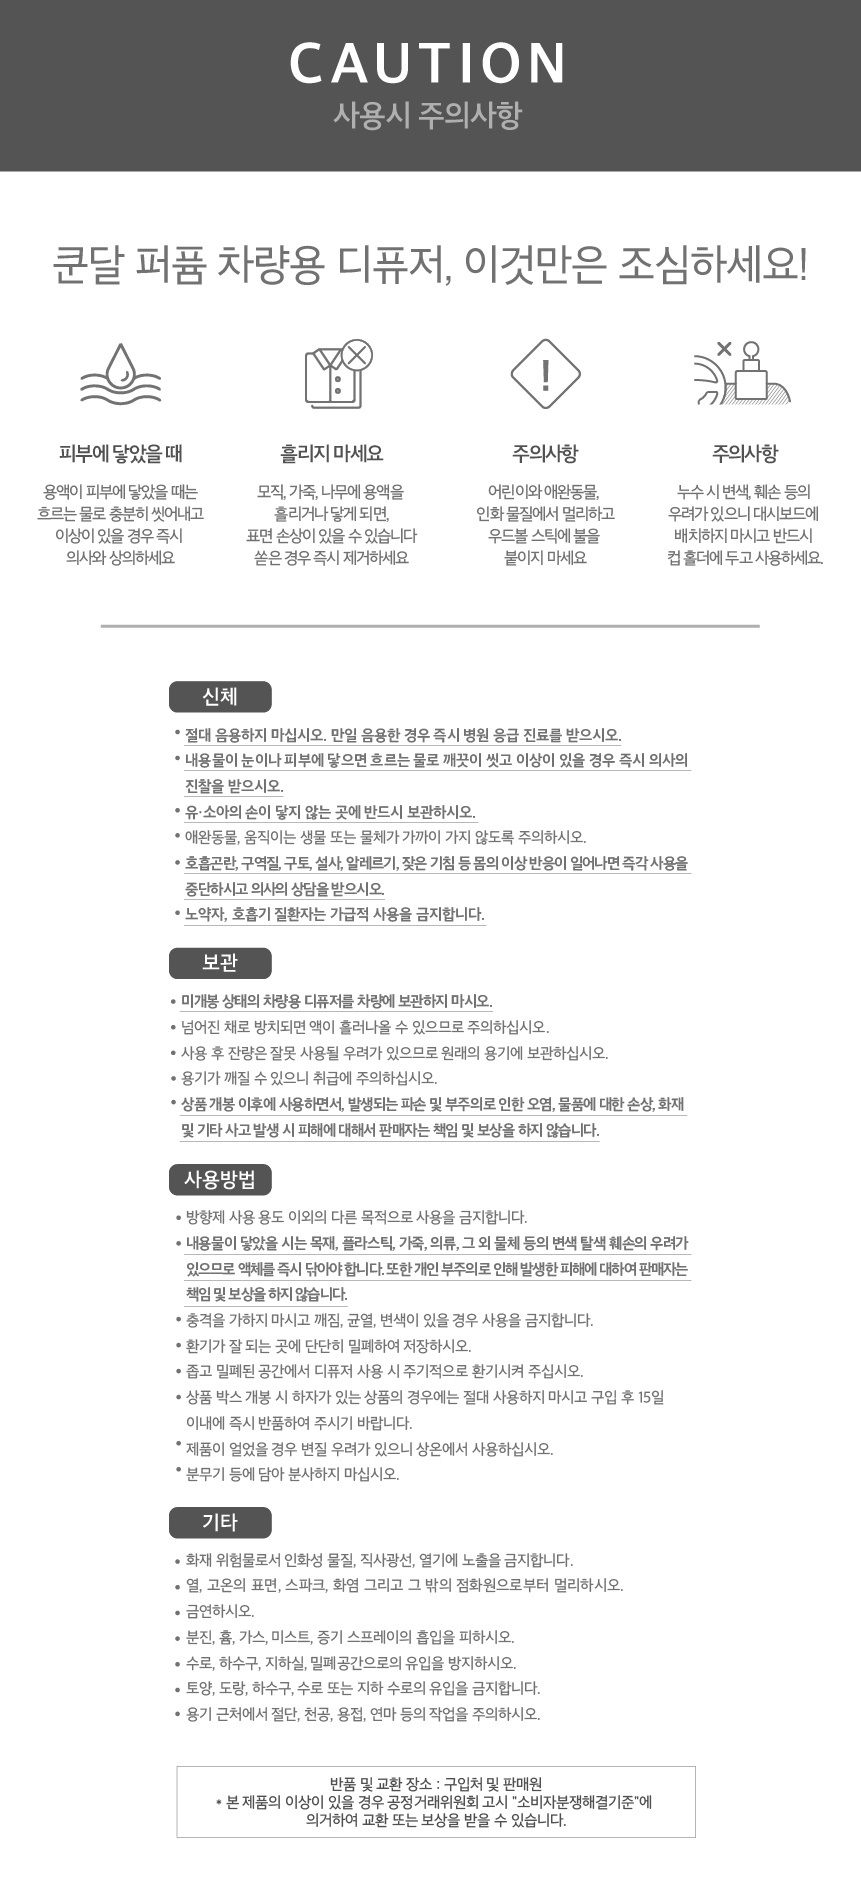 CAUTION
사용시 주의사항
쿤달 퍼퓸 차량용 디퓨저, 이것만은 조심하세요!
피부에 닿았을 때
용액이 피부에 닿았을 때는
흐르는 물로 충분히 씻어내고
이상이 있을 경우 즉시
의사와 상의하세요
흘리지 마세요
모직, 가죽, 나무에 용액을
흘리거나 닿게 되면,
표면 손상이 있을 수 있습니다
쏟은 경우 즉시 제거하세요
주의사항
어린이와 애완동물,
인화 물질에서 멀리하고
우드볼 스틱에 불을
붙이지 마세요
주의사항
누수 시 변색, 훼손 등의
우려가 있으니 대시보드에
배치하지 마시고 반드시
컵 홀더에 두고 사용하세요.
신체
• 절대 음용하지 마십시오. 만일 음용한 경우 즉시 병원 응급 진료를 받으시오.
• 내용물이 눈이나 피부에 닿으면 흐르는 물로 깨끗이 씻고 이상이 있을 경우 즉시 의사의
진찰을 받으시오.
• 유·소아의 손이 닿지 않는 곳에 반드시 보관하시오.
• 애완동물, 움직이는 생물 또는 물체가 가까이 가지 않도록 주의하시오.
• 호흡곤란, 구역질, 구토, 설사, 알레르기, 잦은 기침 등 몸의 이상 반응이 일어나면 즉각 사용을
중단하시고 의사의 상담을 받으시오.
• 노약자, 호흡기 질환자는 가급적 사용을 금지합니다.
보관
• 미개봉 상태의 차량용 디퓨저를 차량에 보관하지 마시오.
• 넘어진 채로 방치되면 액이 흘러나올 수 있으므로 주의하십시오.
• 사용 후 잔량은 잘못 사용될 우려가 있으므로 원래의 용기에 보관하십시오.
• 용기가 깨질 수 있으니 취급에 주의하십시오.
• 상품 개봉 이후에 사용하면서, 발생되는 파손 및 부주의로 인한 오염, 물품에 대한 손상, 화재
및 기타 사고 발생 시 피해에 대해서 판매자는 책임 및 보상을 하지 않습니다.
사용방법
• 방향제 사용 용도 이외의 다른 목적으로 사용을 금지합니다.
• 내용물이 닿았을 시는 목재, 플라스틱, 가죽, 의류, 그 외 물체 등의 변색 탈색 훼손의 우려가
있으므로 액체를 즉시 닦아야 합니다. 또한 개인 부주의로 인해 발생한 피해에 대하여 판매자는
책임 및 보상을 하지 않습니다.
• 충격을 가하지 마시고 깨짐, 균열, 변색이 있을 경우 사용을 금지합니다.
• 환기가 잘 되는 곳에 단단히 밀폐하여 저장하시오.
• 좁고 밀폐된 공간에서 디퓨저 사용 시 주기적으로 환기시켜 주십시오.
• 상품 박스 개봉 시 하자가 있는 상품의 경우에는 절대 사용하지 마시고 구입 후 15일
이내에 즉시 반품하여 주시기 바랍니다.
• 제품이 얼었을 경우 변질 우려가 있으니 상온에서 사용하십시오.
• 분무기 등에 담아 분사하지 마십시오.
기타
• 화재 위험물로서 인화성 물질, 직사광선, 열기에 노출을 금지합니다.
• 열, 고온의 표면, 스파크, 화염 그리고 그 밖의 점화원으로부터 멀리하시오.
• 금연하시오.
• 분진, 흄, 가스, 미스트, 증기 스프레이의 흡입을 피하시오.
• 수로, 하수구, 지하실, 밀폐공간으로의 유입을 방지하시오.
• 토양, 도랑, 하수구, 수로 또는 지하 수로의 유입을 금지합니다.
• 용기 근처에서 절단, 천공, 용접, 연마 등의 작업을 주의하시오.
반품 및 교환 장소 : 구입처 및 판매원
* 본 제품의 이상이 있을 경우 공정거래위원회 고시 "소비자분쟁해결기준"에
의거하여 교환 또는 보상을 받을 수 있습니다.